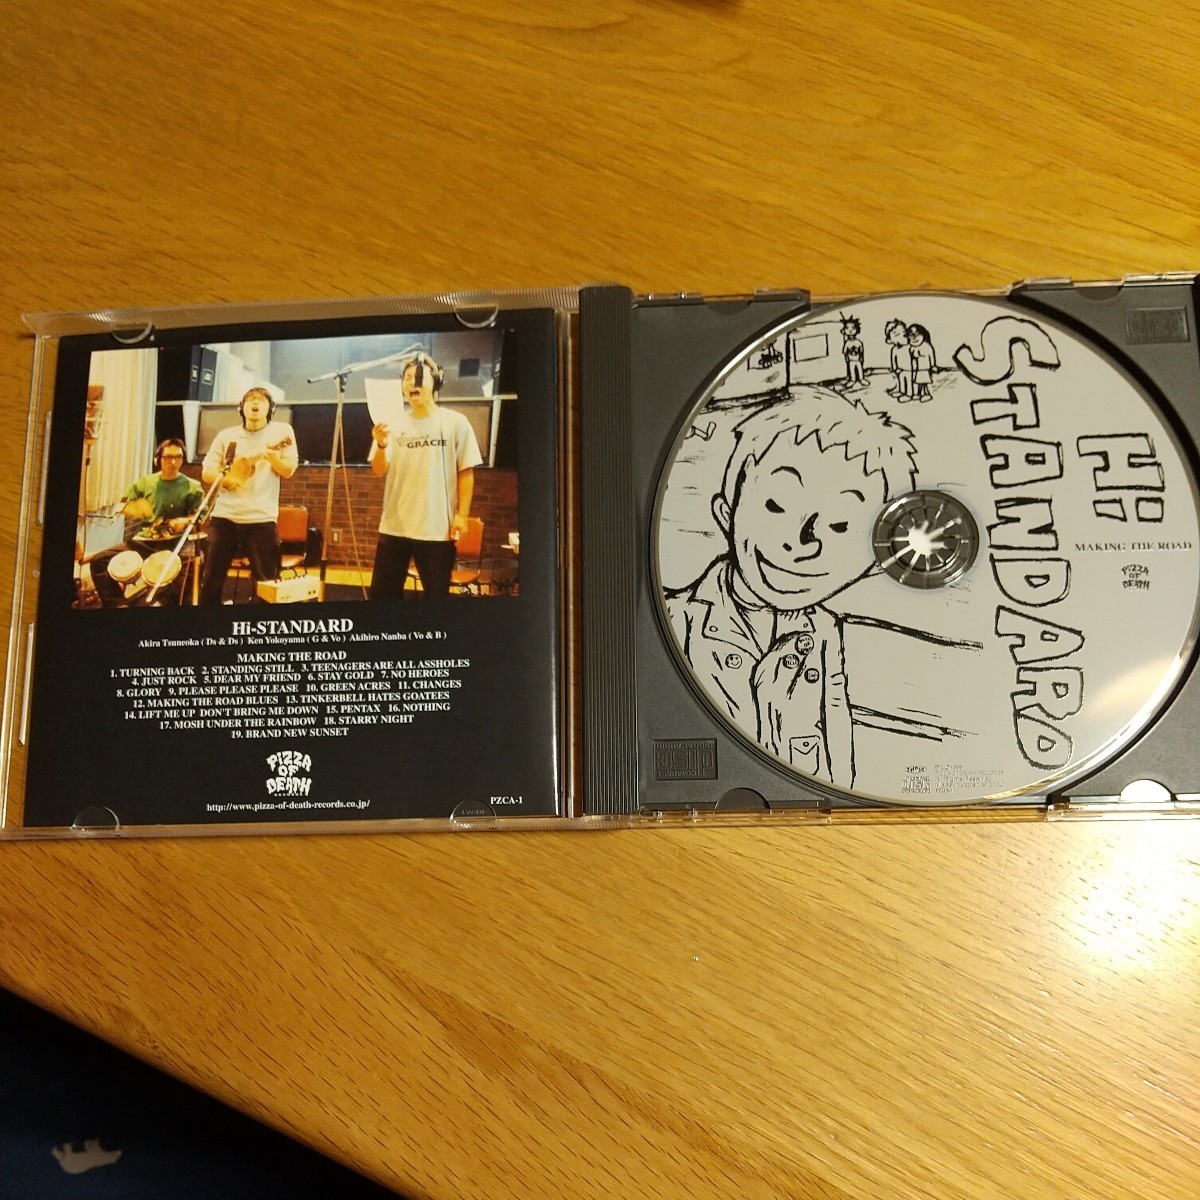 GRACIE
Hi-STANDARD
Akira Tsuneoka ( Ds & Ds ) Ken Yokoyama ( G & Vo ) Akihiro Nanba ( Vo & B )
MAKING THE ROAD
1. TURNING BACK 2. STANDING STILL 3. TEENAGERS ARE ALL ASSHOLES
4. JUST ROCK 5. DEAR MY FRIEND 6. STAY GOLD 7. NO HEROES
8. GLORY 9. PLEASE PLEASE PLEASE 10. GREEN ACRES 11. CHANGES
12. MAKING THE ROAD BLUES 13. TINKERBELL HATES GOATEES
14. LIFT ME UP DON'T BRING ME DOWN 15. PENTAX 16. NOTHING
17. MOSH UNDER THE RAINBOW 18. STARRY NIGHT
19. BRAND NEW SUNSET
PIZZA
OF
DEATH
http://www.pizza-of-death-records.co.jp/
PZCA-1
Hi-
STANDARD
MAKING THE ROAD
PIZZA
OF
DEATH
COMPACT
disc
DIGITAL AUDIO